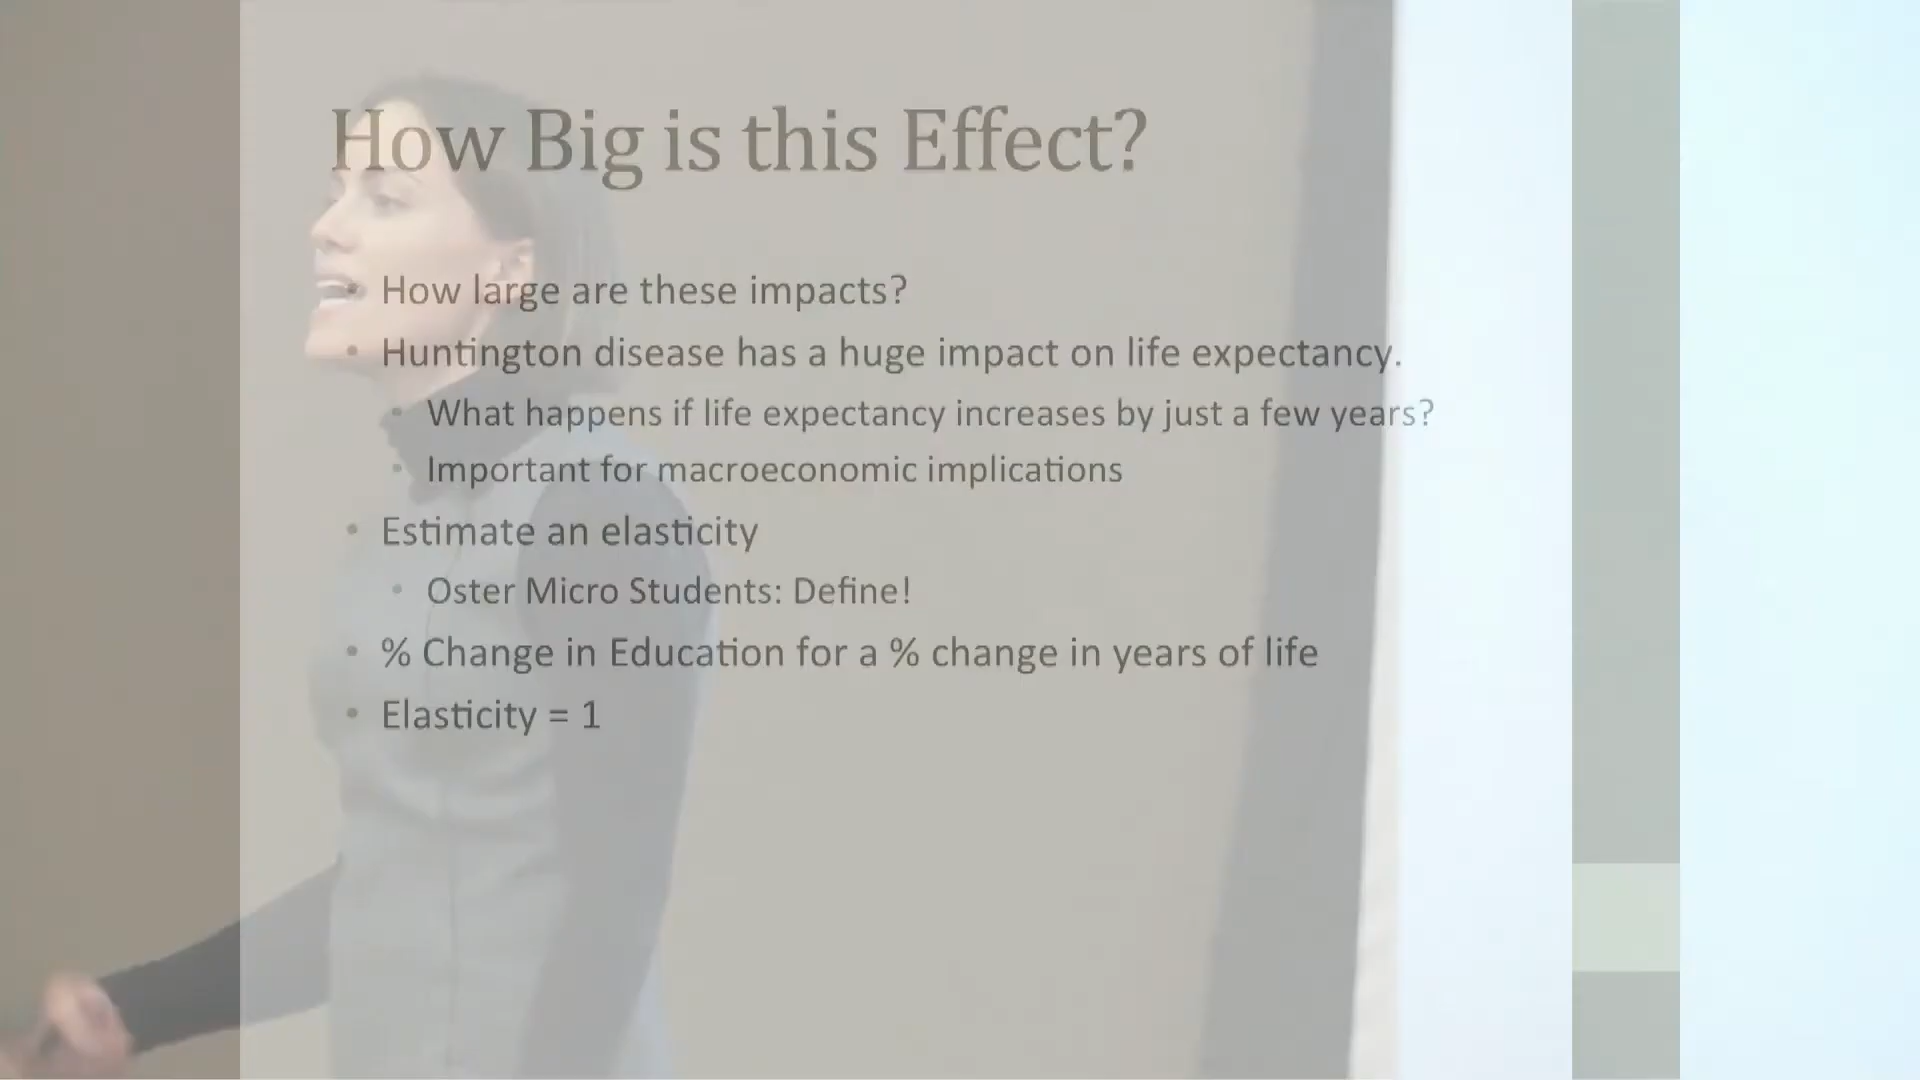 How Big is this Effect?
• How large are these impacts?
• Huntington disease has a huge impact on life expectancy.
• What happens if life expectancy increases by just a few years?
• Important for macroeconomic implications
• Estimate an elasticity
• Oster Micro Students: Define!
• % Change in Education for a % change in years of life
• Elasticity = 1